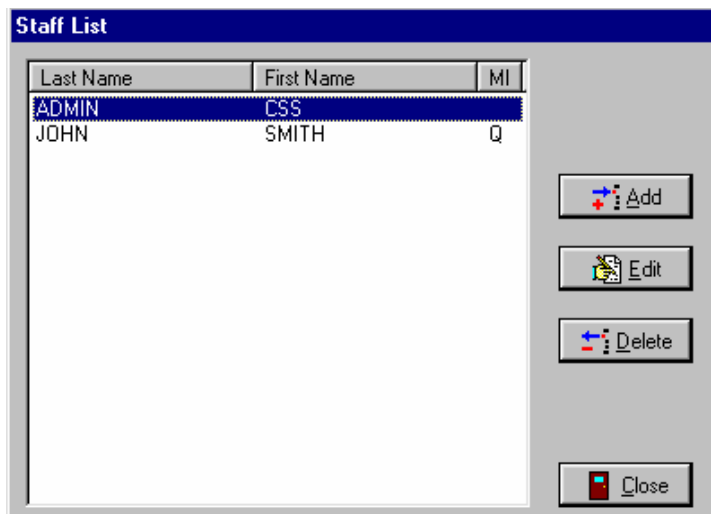 Staff List
Last Name First Name MI
ADMIN CSS
JOHN SMITH Q
Add
Edit
Delete
Close